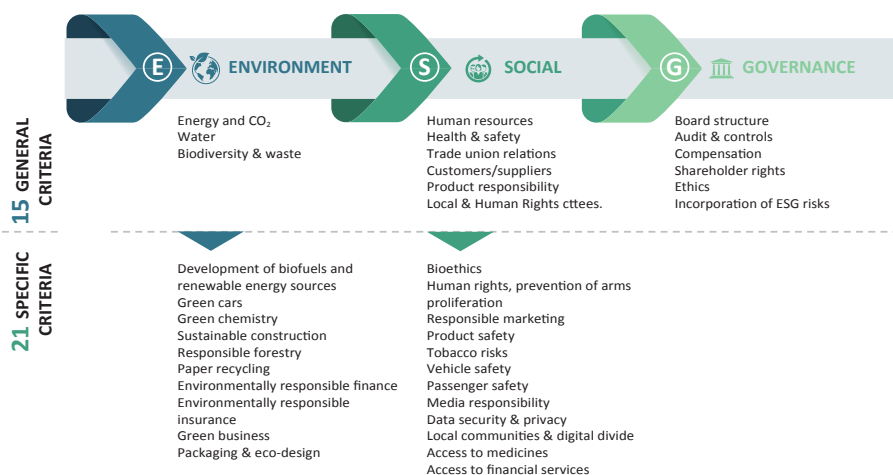 E ENVIRONMENT
S SOCIAL
G GOVERNANCE
15 GENERAL
CRITERIA
Energy and CO₂
Water
Biodiversity & waste
Human resources
Health & safety
Trade union relations
Customers/suppliers
Product responsibility
Local & Human Rights cttees.
Board structure
Audit & controls
Compensation
Shareholder rights
Ethics
Incorporation of ESG risks
21 SPECIFIC
CRITERIA
Development of biofuels and
renewable energy sources
Green cars
Green chemistry
Sustainable construction
Responsible forestry
Paper recycling
Environmentally responsible finance
Environmentally responsible
insurance
Green business
Packaging & eco-design
Bioethics
Human rights, prevention of arms
proliferation
Responsible marketing
Product safety
Tobacco risks
Vehicle safety
Passenger safety
Media responsibility
Data security & privacy
Local communities & digital divide
Access to medicines
Access to financial services